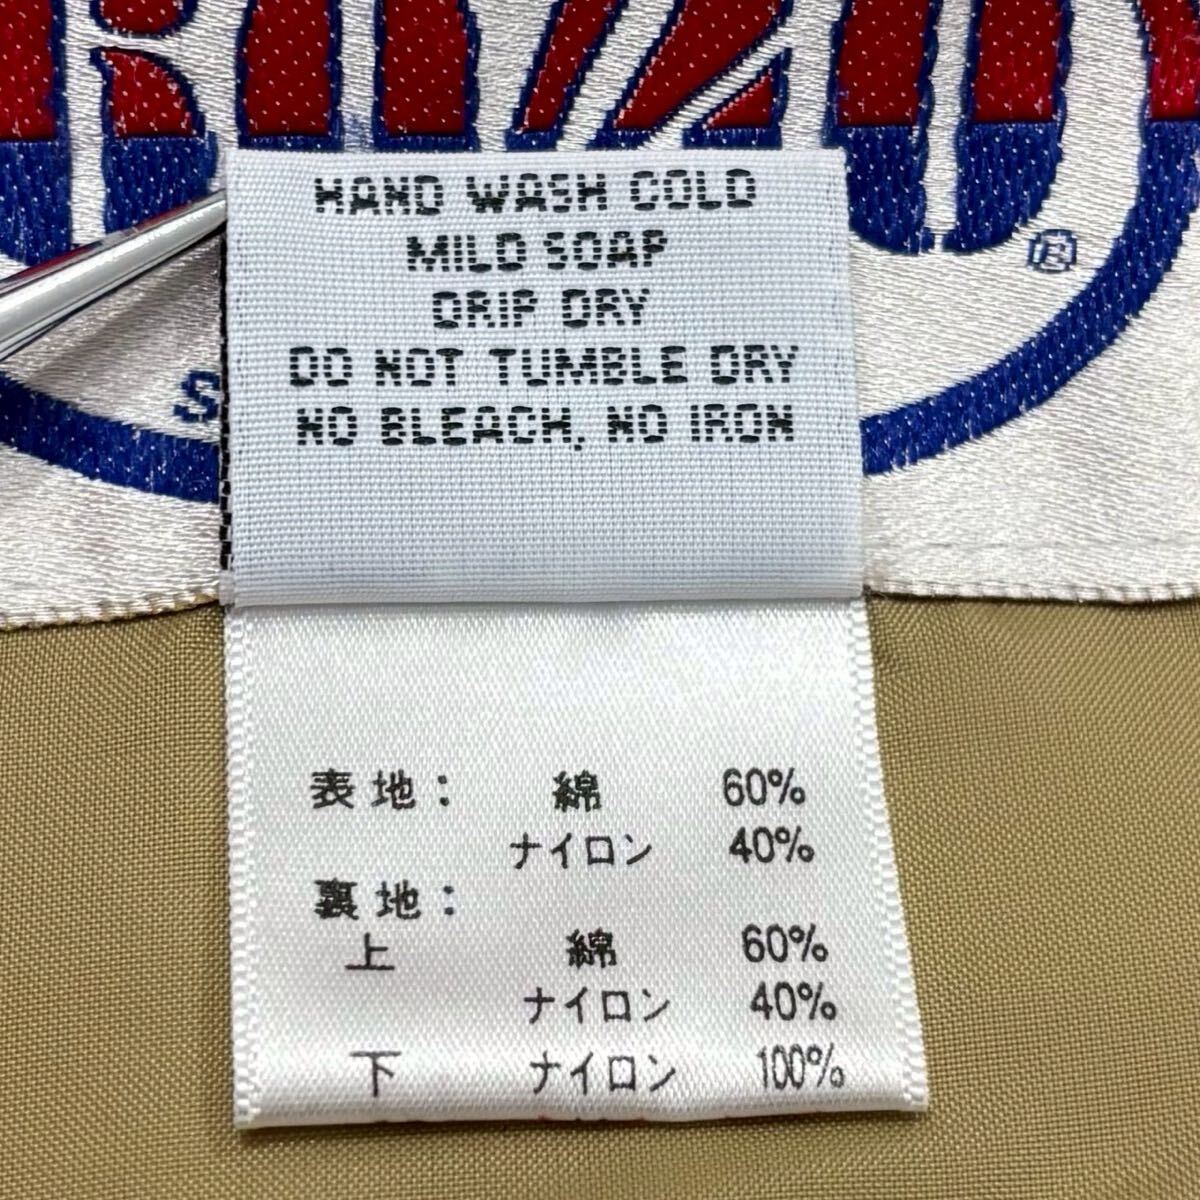 ®
HAND WASH COLD
MILD SOAP
DRIP DRY
DO NOT TUMBLE DRY
NO BLEACH, NO IRON
表地： 綿 60%
ナイロン 40%
裏地：
上 綿 60%
ナイロン 40%
下 ナイロン 100%